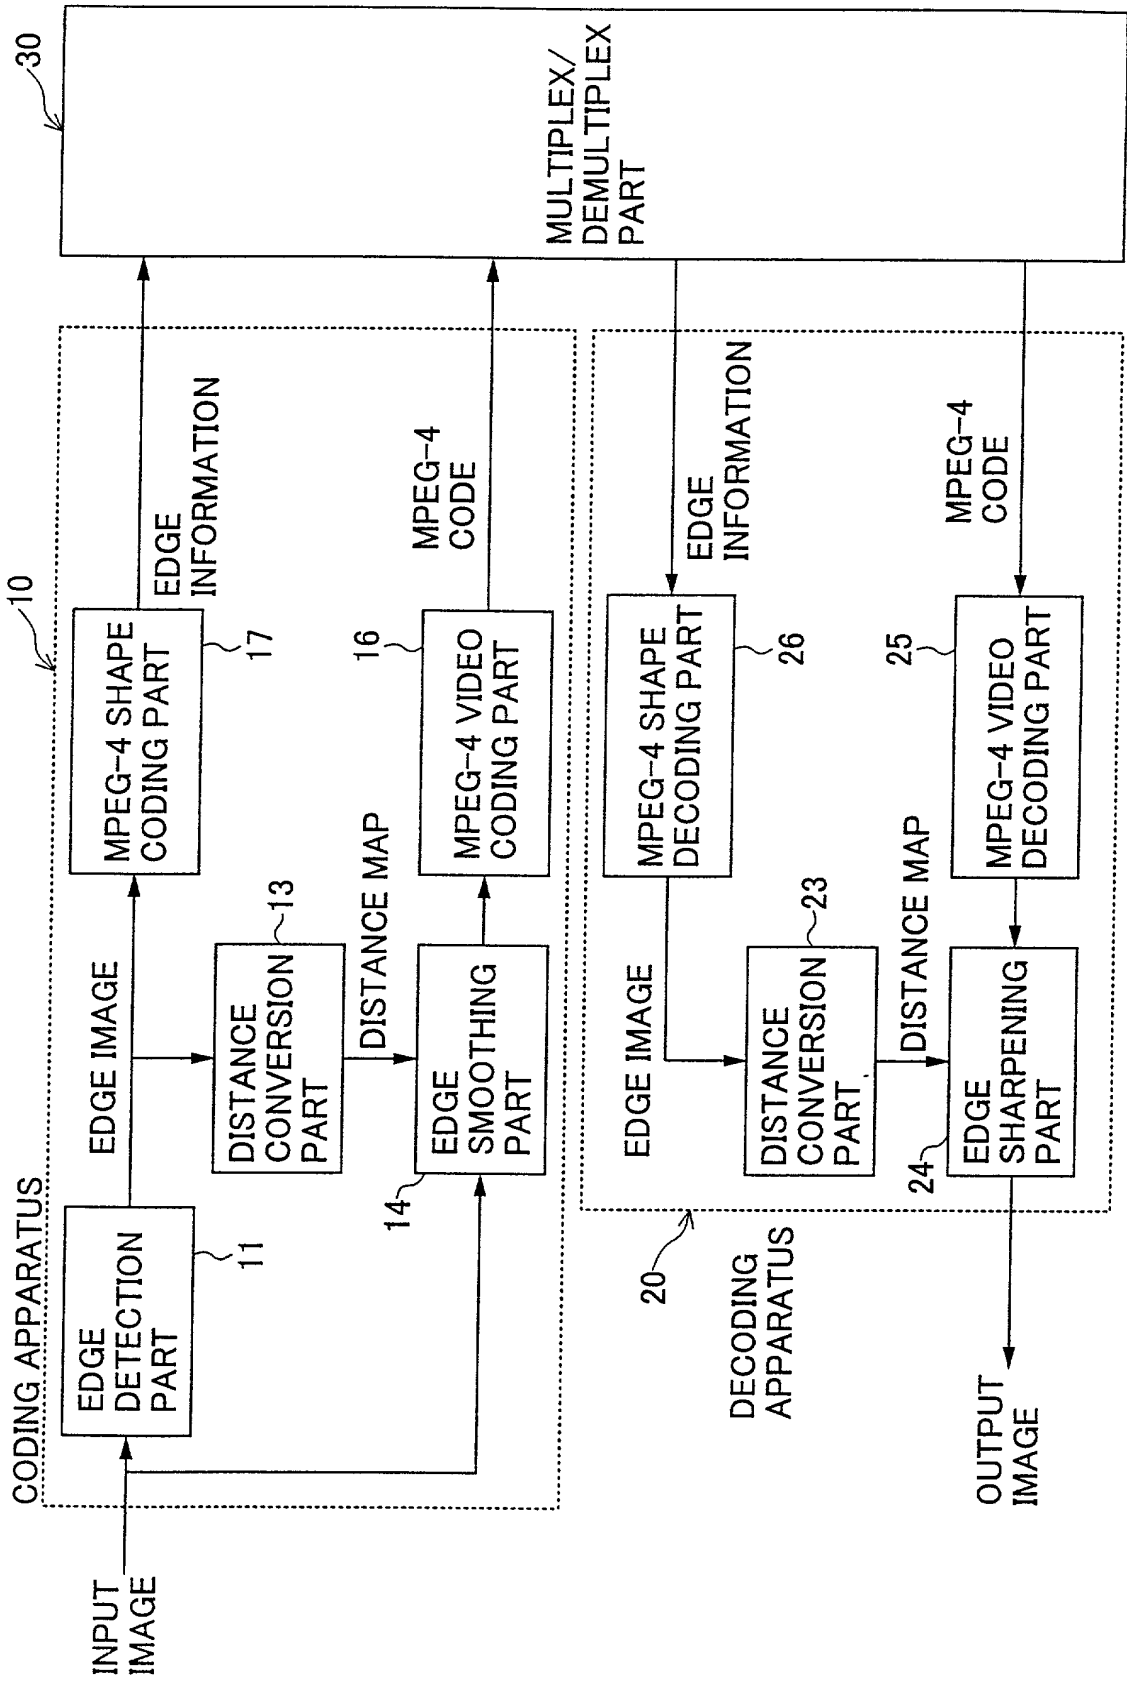 CODING APPARATUS
10
30
INPUT
IMAGE
EDGE
DETECTION
PART
11
EDGE IMAGE
MPEG-4 SHAPE
CODING PART
17
EDGE
INFORMATION
DISTANCE
CONVERSION
PART
13
DISTANCE MAP
EDGE
SMOOTHING
PART
14
MPEG-4 VIDEO
CODING PART
16
MPEG-4
CODE
MULTIPLEX/
DEMULTIPLEX
PART
MPEG-4 SHAPE
DECODING PART
26
EDGE
INFORMATION
EDGE IMAGE
DISTANCE
CONVERSION
PART
23
DISTANCE MAP
EDGE
SHARPENING
PART
24
MPEG-4 VIDEO
DECODING PART
25
MPEG-4
CODE
20
DECODING
APPARATUS
OUTPUT
IMAGE